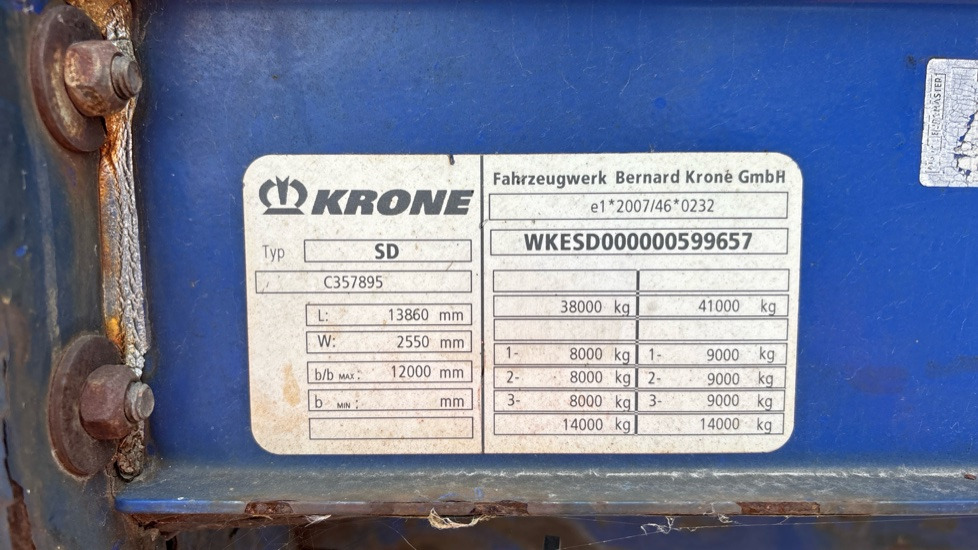 KRONE
Typ SD
C357895
L: 13860 mm
W: 2550 mm
b/b MAX: 12000 mm
b MIN: mm
Fahrzeugwerk Bernard Krone GmbH
e1*2007/46*0232
WKESD000000599657
38000 kg 41000 kg
1- 8000 kg 1- 9000 kg
2- 8000 kg 2- 9000 kg
3- 8000 kg 3- 9000 kg
14000 kg 14000 kg